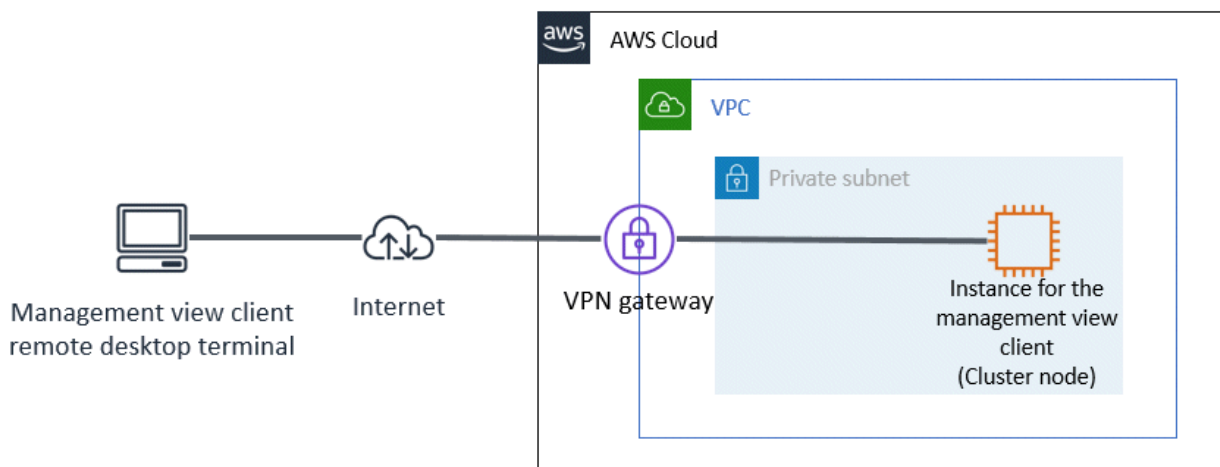 aws
AWS Cloud
VPC
Private subnet
Management view client
remote desktop terminal
Internet
VPN gateway
Instance for the
management view
client
(Cluster node)